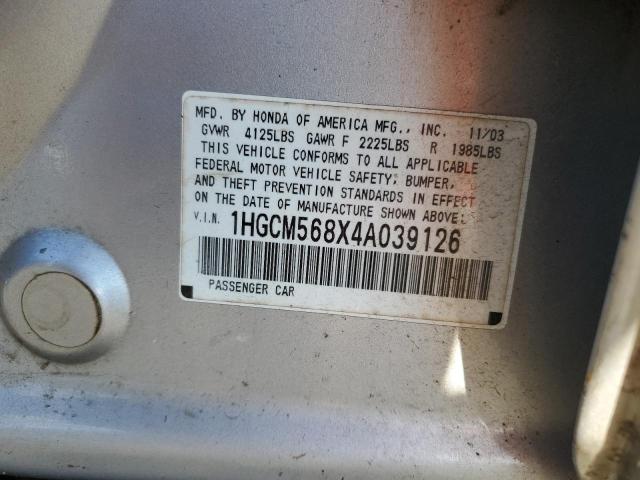 MFD. BY HONDA OF AMERICA MFG., INC. 11/03
GVWR 4125LBS GAWR F 2225LBS R 1985LBS
THIS VEHICLE CONFORMS TO ALL APPLICABLE
FEDERAL MOTOR VEHICLE SAFETY, BUMPER,
AND THEFT PREVENTION STANDARDS IN EFFECT
ON THE DATE OF MANUFACTURE SHOWN ABOVE.
V.I.N. 1HGCM568X4A039126
PASSENGER CAR